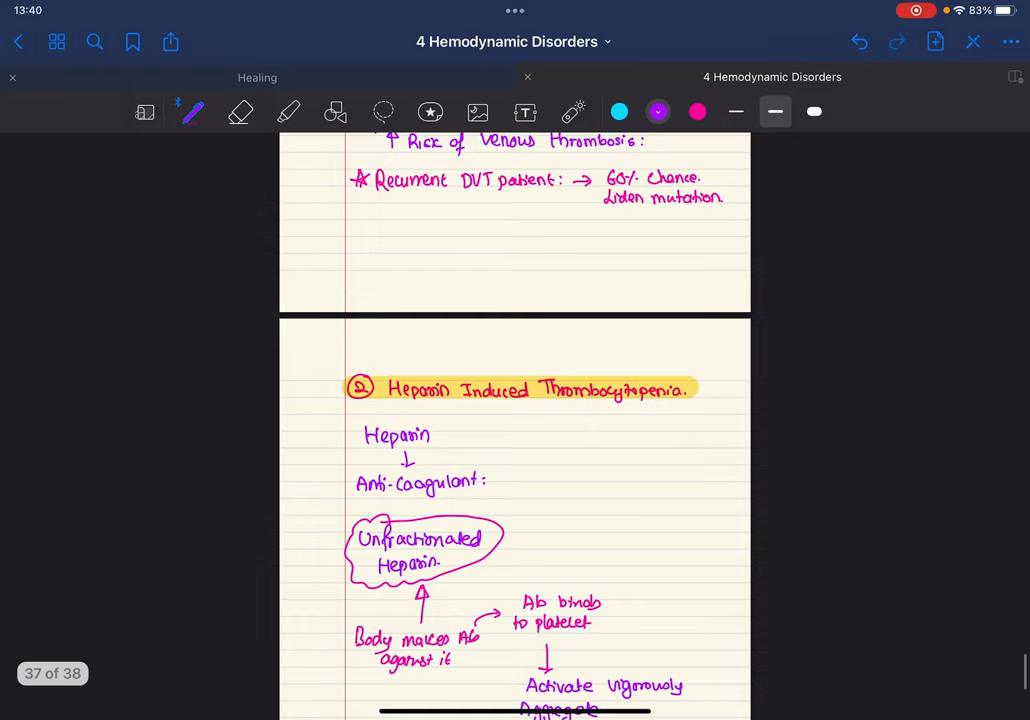 13:40
83%
4 Hemodynamic Disorders
Healing
4 Hemodynamic Disorders
↑ Risk of Venous thrombosis:
☆ Recurrent DVT patient: → 60% Chance.
Liden mutation.
② Heparin Induced Thrombocytopenia.
Heparin
↓
Anti-Coagulant:
Unfractionated
Heparin.
Ab binds
to platelet
Body makes Ab
against it
Activate Vigorously
Aggregate
37 of 38